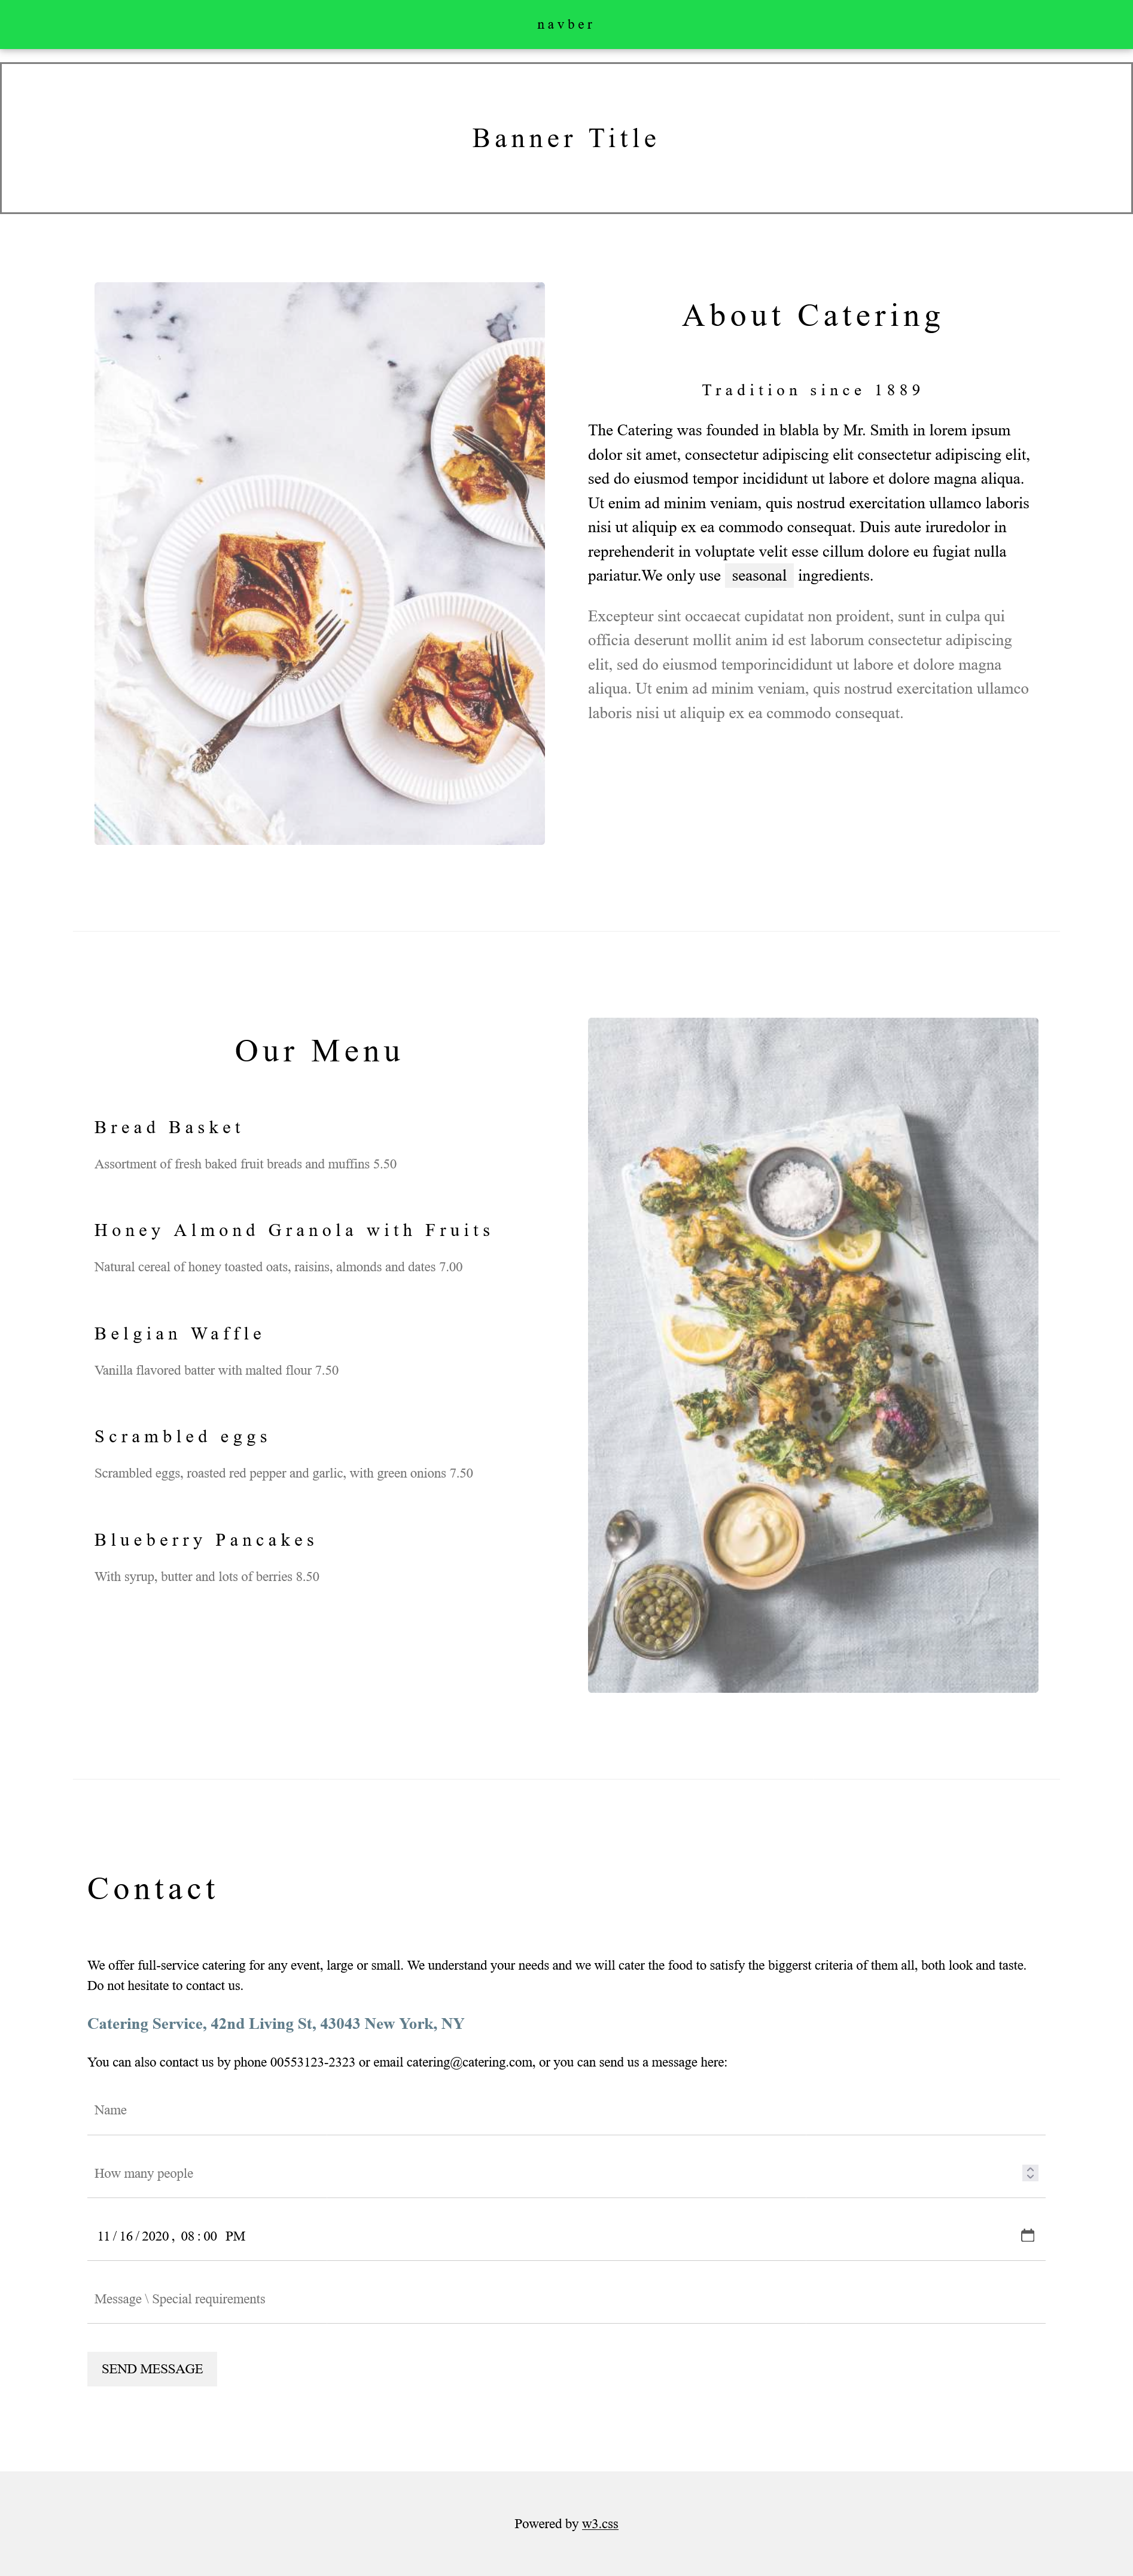 navber
Banner Title
About Catering
Tradition since 1889
The Catering was founded in blabla by Mr. Smith in lorem ipsum
dolor sit amet, consectetur adipiscing elit consectetur adipiscing elit,
sed do eiusmod tempor incididunt ut labore et dolore magna aliqua.
Ut enim ad minim veniam, quis nostrud exercitation ullamco laboris
nisi ut aliquip ex ea commodo consequat. Duis aute iruredolor in
reprehenderit in voluptate velit esse cillum dolore eu fugiat nulla
pariatur.We only use seasonal ingredients.
Excepteur sint occaecat cupidatat non proident, sunt in culpa qui
officia deserunt mollit anim id est laborum consectetur adipiscing
elit, sed do eiusmod temporincididunt ut labore et dolore magna
aliqua. Ut enim ad minim veniam, quis nostrud exercitation ullamco
laboris nisi ut aliquip ex ea commodo consequat.
Our Menu
Bread Basket
Assortment of fresh baked fruit breads and muffins 5.50
Honey Almond Granola with Fruits
Natural cereal of honey toasted oats, raisins, almonds and dates 7.00
Belgian Waffle
Vanilla flavored batter with malted flour 7.50
Scrambled eggs
Scrambled eggs, roasted red pepper and garlic, with green onions 7.50
Blueberry Pancakes
With syrup, butter and lots of berries 8.50
Contact
We offer full-service catering for any event, large or small. We understand your needs and we will cater the food to satisfy the biggerst criteria of them all, both look and taste.
Do not hesitate to contact us.
Catering Service, 42nd Living St, 43043 New York, NY
You can also contact us by phone 00553123-2323 or email catering@catering.com, or you can send us a message here:
Name
How many people
11/16/2020, 08:00 PM
Message \ Special requirements
SEND MESSAGE
Powered by w3.css